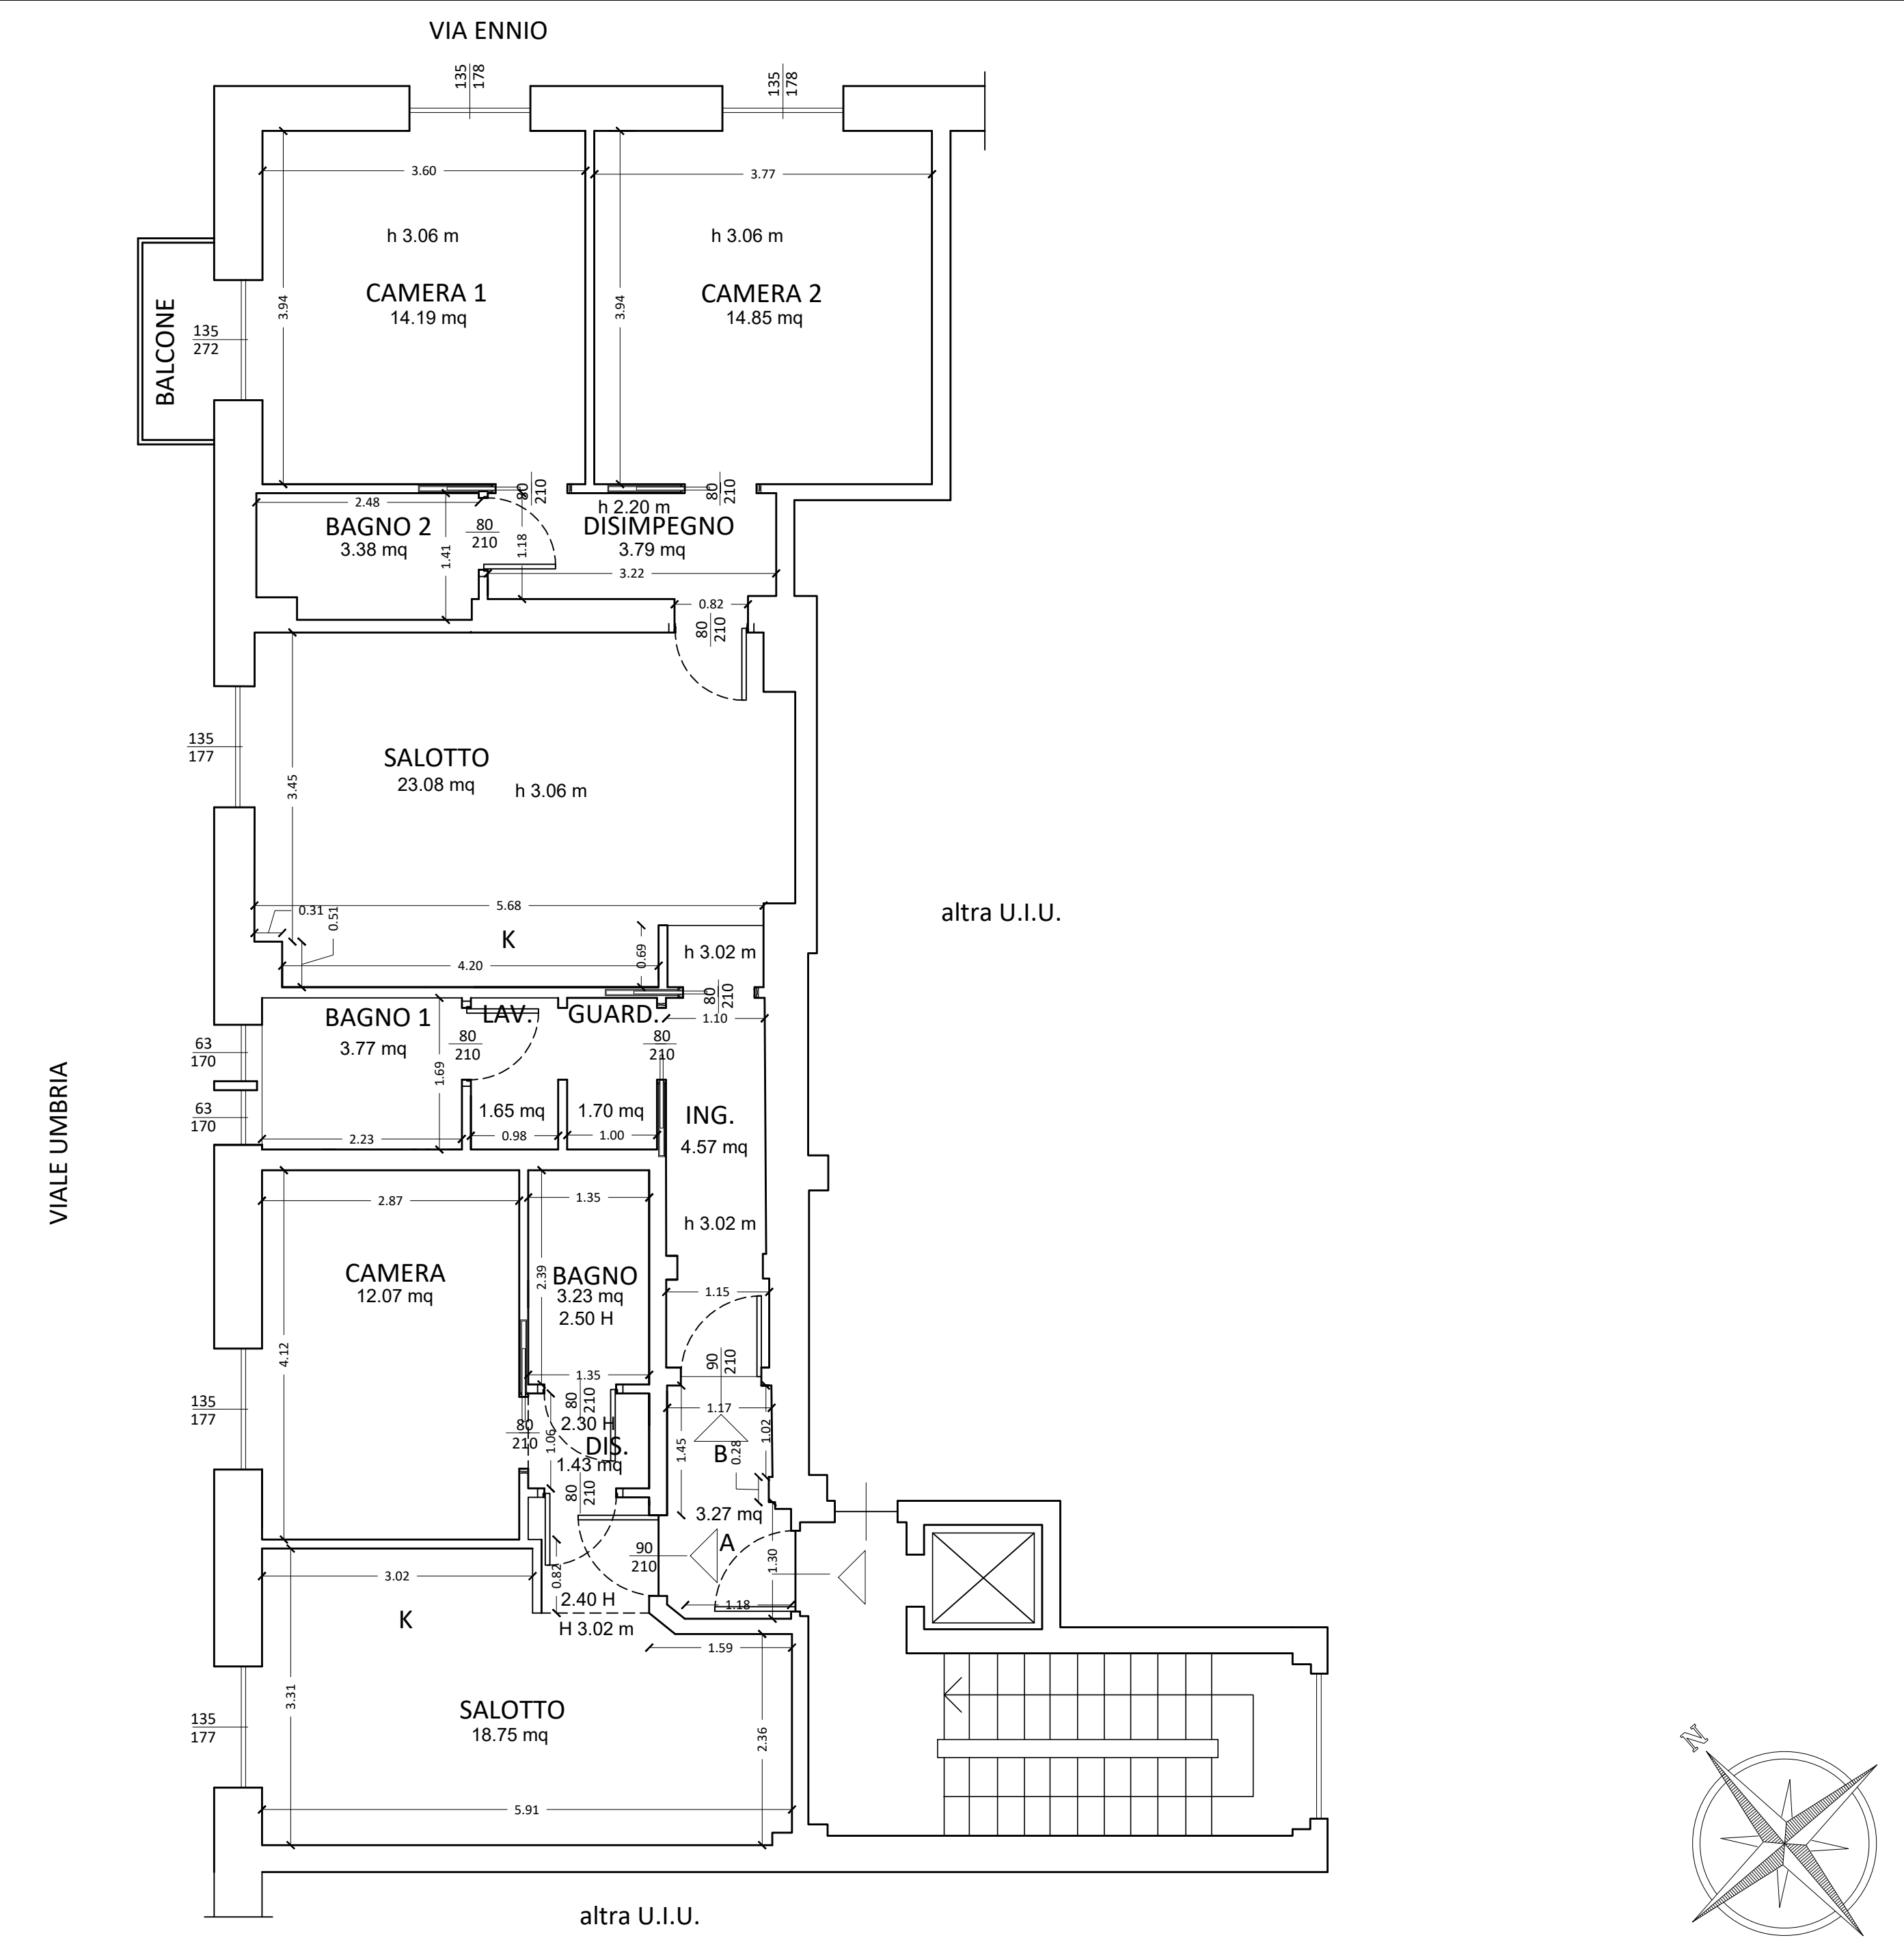 VIA ENNIO
135
178
135
178
3.60
3.77
h 3.06 m
h 3.06 m
3.94
3.94
CAMERA 1
14.19 mq
CAMERA 2
14.85 mq
BALCONE
135
272
80
210
80
210
2.48
h 2.20 m
BAGNO 2
3.38 mq
80
210
DISIMPEGNO
3.79 mq
1.41
1.18
3.22
0.82
80
210
135
177
SALOTTO
23.08 mq
h 3.06 m
3.45
5.68
0.31
0.51
K
altra U.I.U.
4.20
0.69
h 3.02 m
80
210
BAGNO 1
3.77 mq
LAV.
GUARD.
1.10
63
170
80
210
80
210
1.69
63
170
1.65 mq
1.70 mq
ING.
4.57 mq
2.23
0.98
1.00
VIALE UMBRIA
2.87
1.35
h 3.02 m
CAMERA
12.07 mq
2.39
BAGNO
3.23 mq
2.50 H
1.15
4.12
90
210
1.35
80
210
135
177
80
210
2.30 H
DIS.
1.43 mq
1.06
1.17
1.45
B
0.28
1.02
80
210
3.27 mq
A
90
210
1.30
3.02
0.82
2.40 H
1.18
K
H 3.02 m
1.59
3.31
SALOTTO
18.75 mq
135
177
2.36
5.91
N
altra U.I.U.